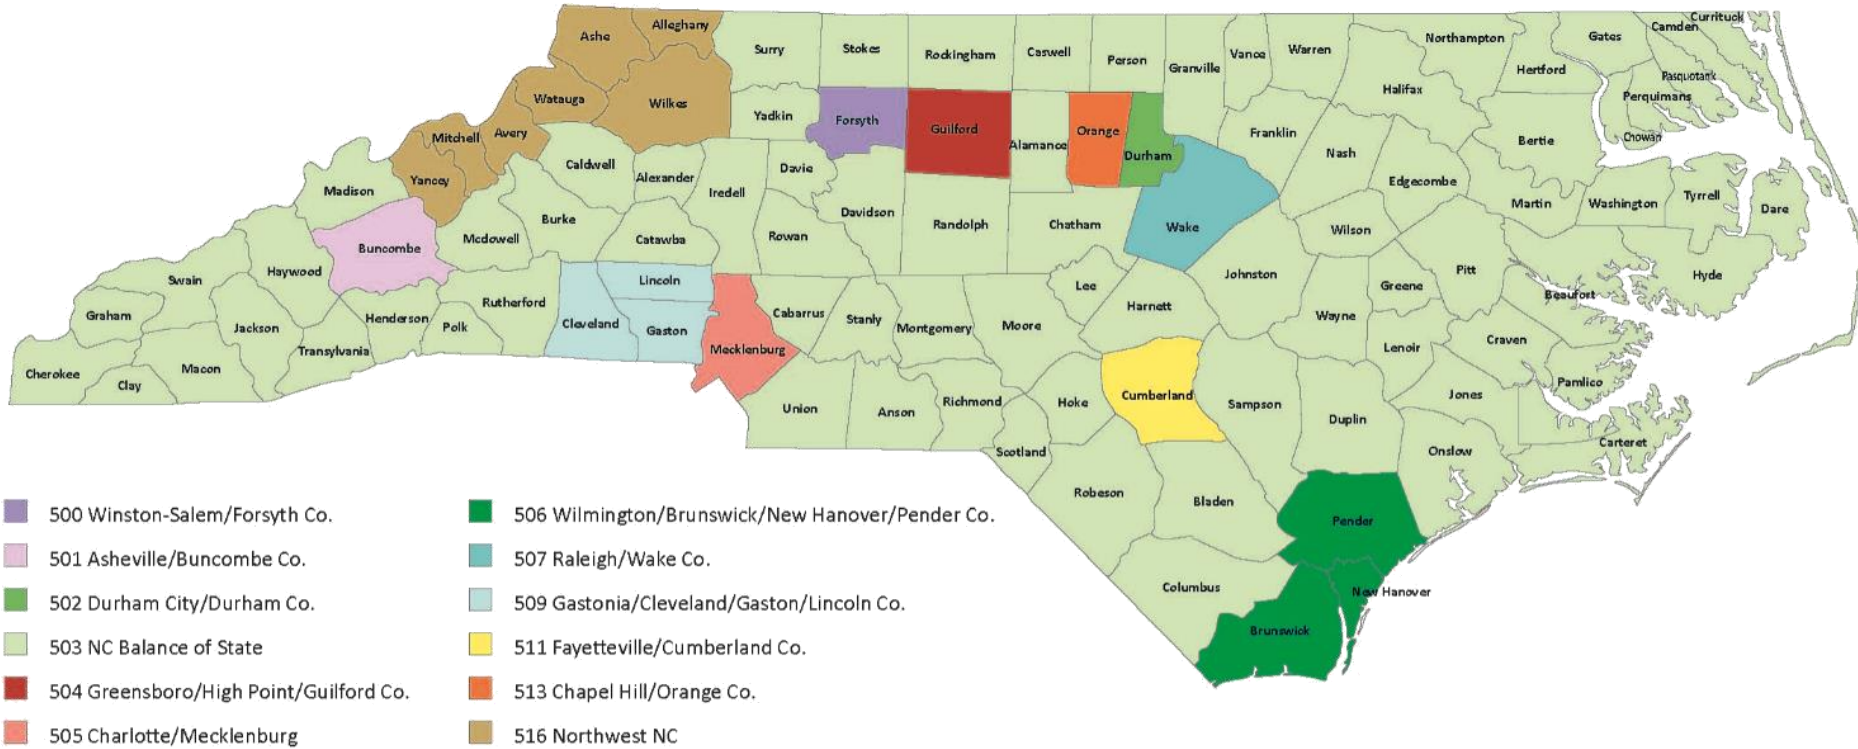 Ashe
Alleghany
Surry
Stokes
Rockingham
Caswell
Person
Granville
Vance
Warren
Northampton
Gates
Camden
Currituck
Hertford
Pasquotank
Halifax
Perquimans
Chowan
Bertie
Watauga
Wilkes
Yadkin
Forsyth
Guilford
Alamance
Orange
Durham
Franklin
Nash
Edgecombe
Martin
Washington
Tyrrell
Dare
Mitchell
Avery
Yancey
Madison
Caldwell
Alexander
Iredell
Davie
Davidson
Randolph
Chatham
Wake
Wilson
Buncombe
Mcdowell
Burke
Catawba
Rowan
Johnston
Greene
Pitt
Beaufort
Hyde
Swain
Haywood
Graham
Jackson
Henderson
Polk
Rutherford
Cleveland
Lincoln
Gaston
Mecklenburg
Cabarrus
Stanly
Montgomery
Moore
Lee
Harnett
Wayne
Lenoir
Craven
Pamlico
Cherokee
Clay
Macon
Transylvania
Union
Anson
Richmond
Hoke
Cumberland
Sampson
Duplin
Jones
Onslow
Carteret
Scotland
Robeson
Bladen
Pender
Columbus
New Hanover
Brunswick
500 Winston-Salem/Forsyth Co.
501 Asheville/Buncombe Co.
502 Durham City/Durham Co.
503 NC Balance of State
504 Greensboro/High Point/Guilford Co.
505 Charlotte/Mecklenburg
506 Wilmington/Brunswick/New Hanover/Pender Co.
507 Raleigh/Wake Co.
509 Gastonia/Cleveland/Gaston/Lincoln Co.
511 Fayetteville/Cumberland Co.
513 Chapel Hill/Orange Co.
516 Northwest NC